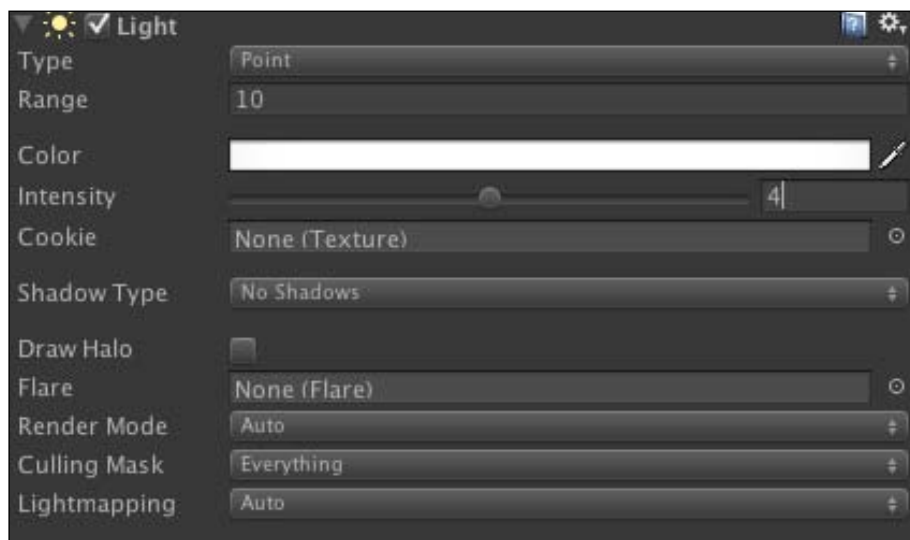 Light
Type Point
Range 10
Color
Intensity 4
Cookie None (Texture)
Shadow Type No Shadows
Draw Halo
Flare None (Flare)
Render Mode Auto
Culling Mask Everything
Lightmapping Auto